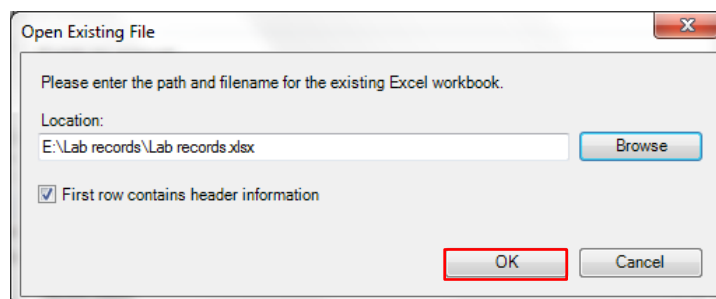 Open Existing File
Please enter the path and filename for the existing Excel workbook.
Location:
E:\Lab records\Lab records.xlsx
Browse
First row contains header information
OK
Cancel